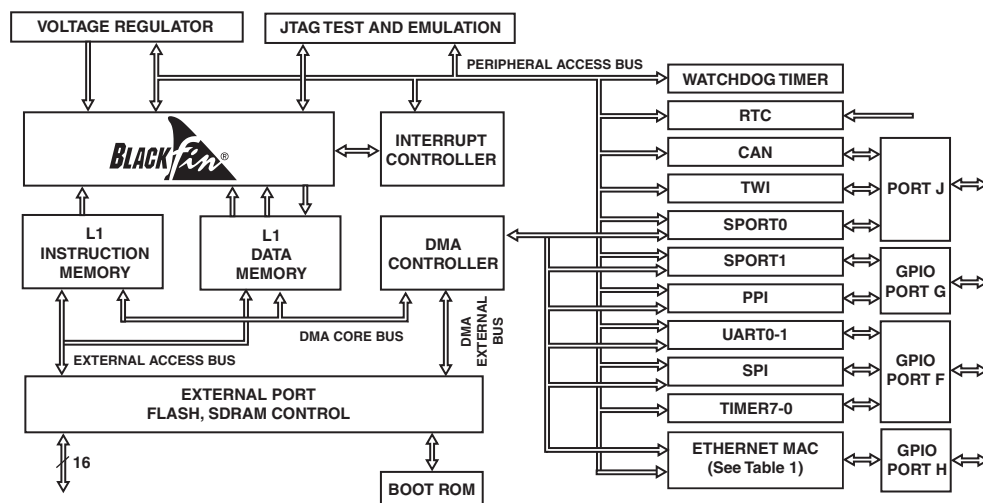 VOLTAGE REGULATOR
JTAG TEST AND EMULATION
PERIPHERAL ACCESS BUS
WATCHDOG TIMER
RTC
BLACKfin®
INTERRUPT
CONTROLLER
CAN
TWI
SPORT0
PORT J
L1
INSTRUCTION
MEMORY
L1
DATA
MEMORY
DMA
CONTROLLER
SPORT1
PPI
GPIO
PORT G
DMA CORE BUS
EXTERNAL ACCESS BUS
DMA
EXTERNAL
BUS
UART0-1
SPI
TIMER7-0
GPIO
PORT F
EXTERNAL PORT
FLASH, SDRAM CONTROL
ETHERNET MAC
(See Table 1)
GPIO
PORT H
16
BOOT ROM